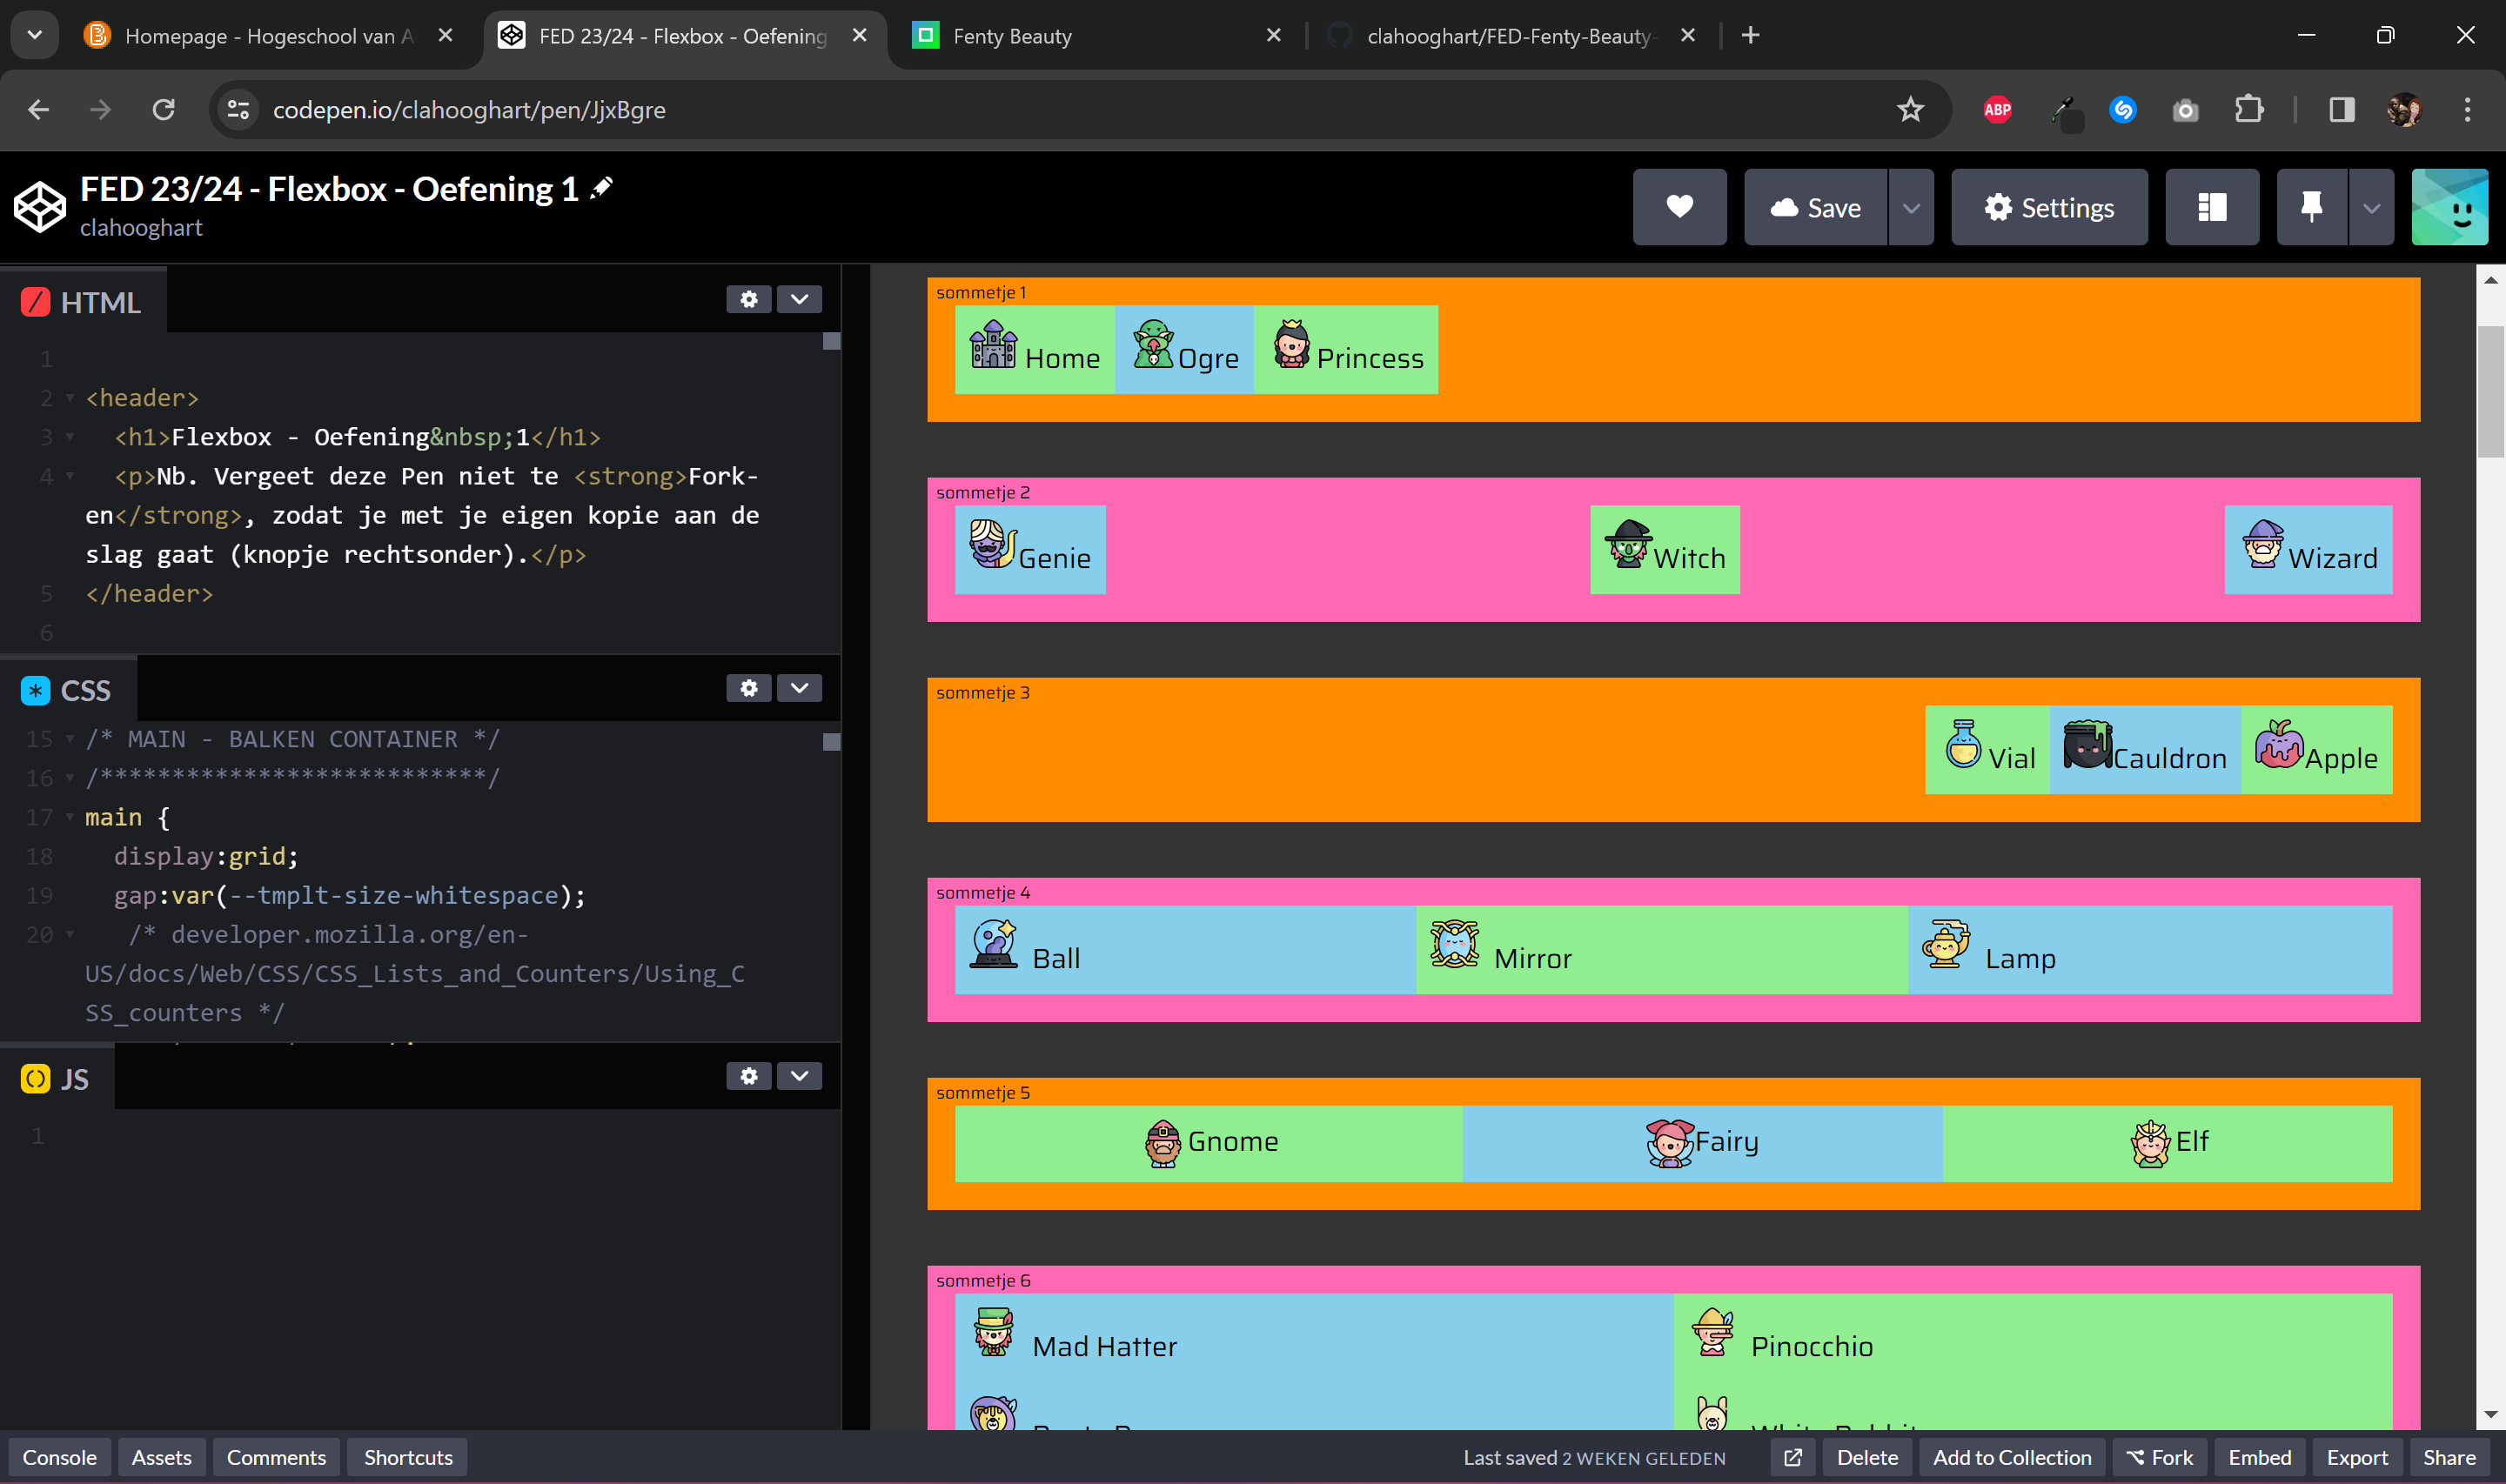 Homepage - Hogeschool van A
FED 23/24 - Flexbox - Oefening
Fenty Beauty
clahooghart/FED-Fenty-Beauty-
codepen.io/clahooghart/pen/JjxBgre
ABP
FED 23/24 - Flexbox - Oefening 1
clahooghart
Save
Settings
HTML
1
2 <header>
3 <h1>Flexbox - Oefening&nbsp;1</h1>
4 <p>Nb. Vergeet deze Pen niet te <strong>Fork-
en</strong>, zodat je met je eigen kopie aan de
slag gaat (knopje rechtsonder).</p>
5 </header>
6
CSS
15 /* MAIN - BALKEN CONTAINER */
16 /***************************/
17 main {
18 display:grid;
19 gap:var(--tmplt-size-whitespace);
20 /* developer.mozilla.org/en-
US/docs/Web/CSS/CSS_Lists_and_Counters/Using_C
SS_counters */
JS
1
sommetje 1
Home Ogre Princess
sommetje 2
Genie Witch Wizard
sommetje 3
Vial Cauldron Apple
sommetje 4
Ball Mirror Lamp
sommetje 5
Gnome Fairy Elf
sommetje 6
Mad Hatter Pinocchio
Console Assets Comments Shortcuts
Last saved 2 WEKEN GELEDEN
Delete Add to Collection Fork Embed Export Share